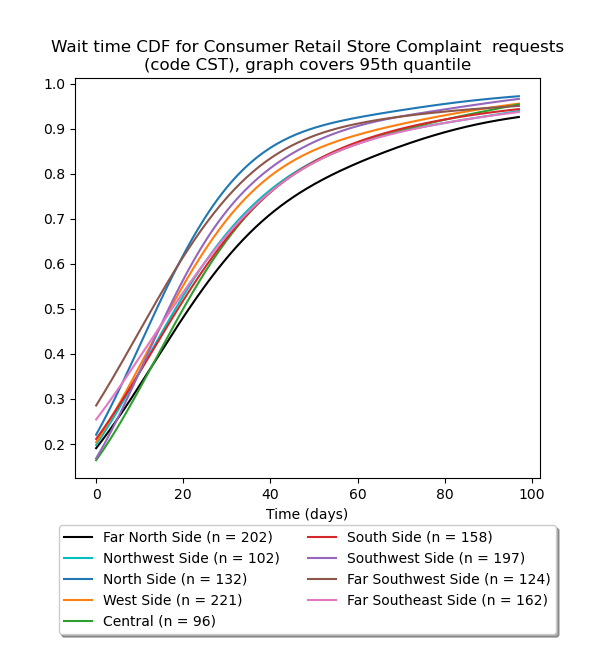 Wait time CDF for Consumer Retail Store Complaint  requests
(code CST), graph covers 95th quantile
1.0
0.9
0.8
0.7
0.6
0.5
0.4
0.3
0.2
0 20 40 60 80 100
Time (days)
Far North Side (n = 202)
Northwest Side (n = 102)
North Side (n = 132)
West Side (n = 221)
Central (n = 96)
South Side (n = 158)
Southwest Side (n = 197)
Far Southwest Side (n = 124)
Far Southeast Side (n = 162)